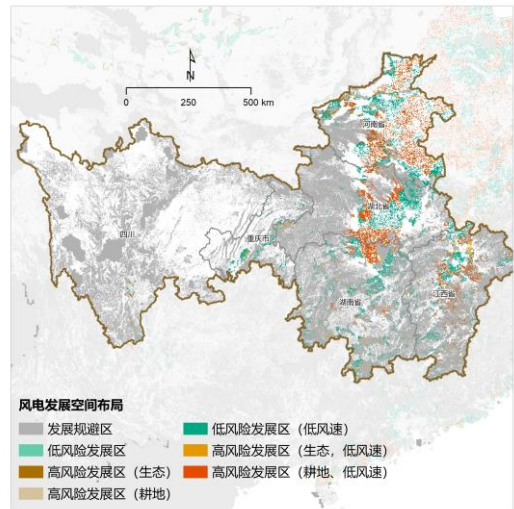 N
0 250 500 km
河南省
湖北省
四川
重庆市
湖南省
江西省
风电发展空间布局
发展规避区
低风险发展区（低风速）
低风险发展区
高风险发展区（生态，低风速）
高风险发展区（生态）
高风险发展区（耕地、低风速）
高风险发展区（耕地）